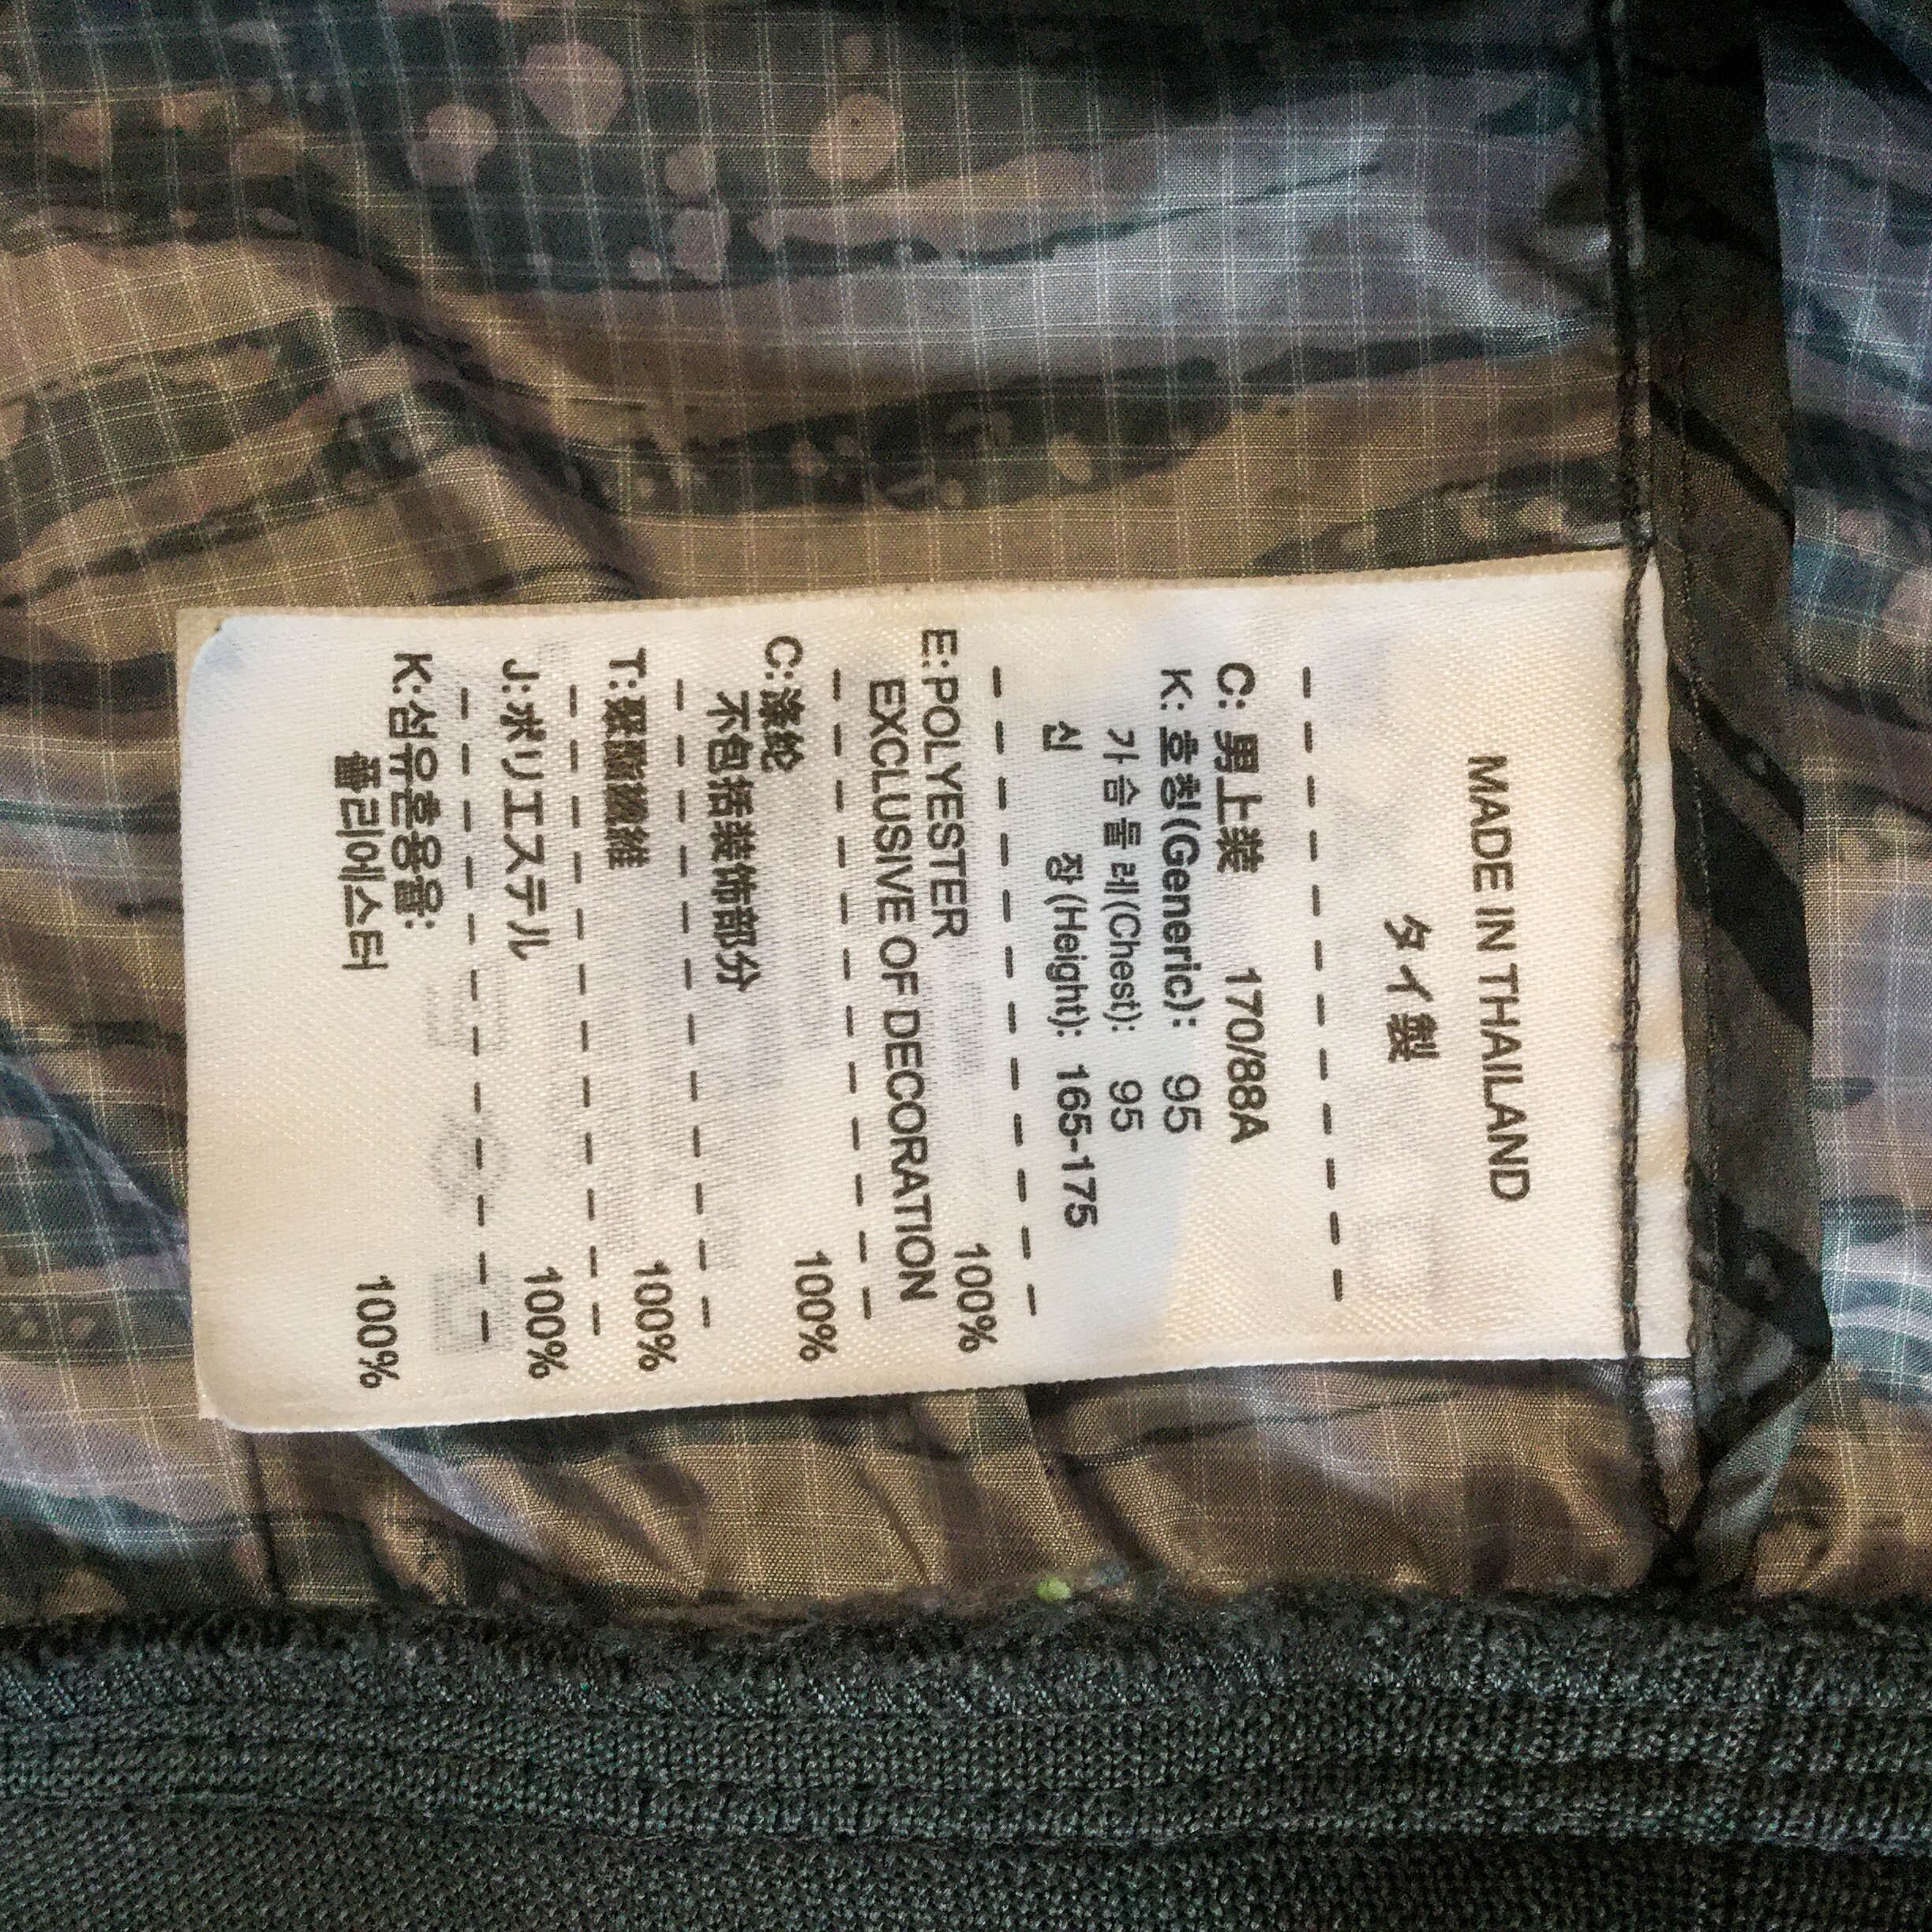 MADE IN THAILAND
タイ製
C: 男上装 170/88A
K: 호칭(Generic): 95
가슴둘레(Chest): 95
신 장(Height): 165-175
E:POLYESTER 100%
EXCLUSIVE OF DECORATION
C:涤纶 100%
不包括装饰部分
T:聚酯纖維 100%
J:ポリエステル 100%
K:섬유혼용율:
폴리에스터 100%